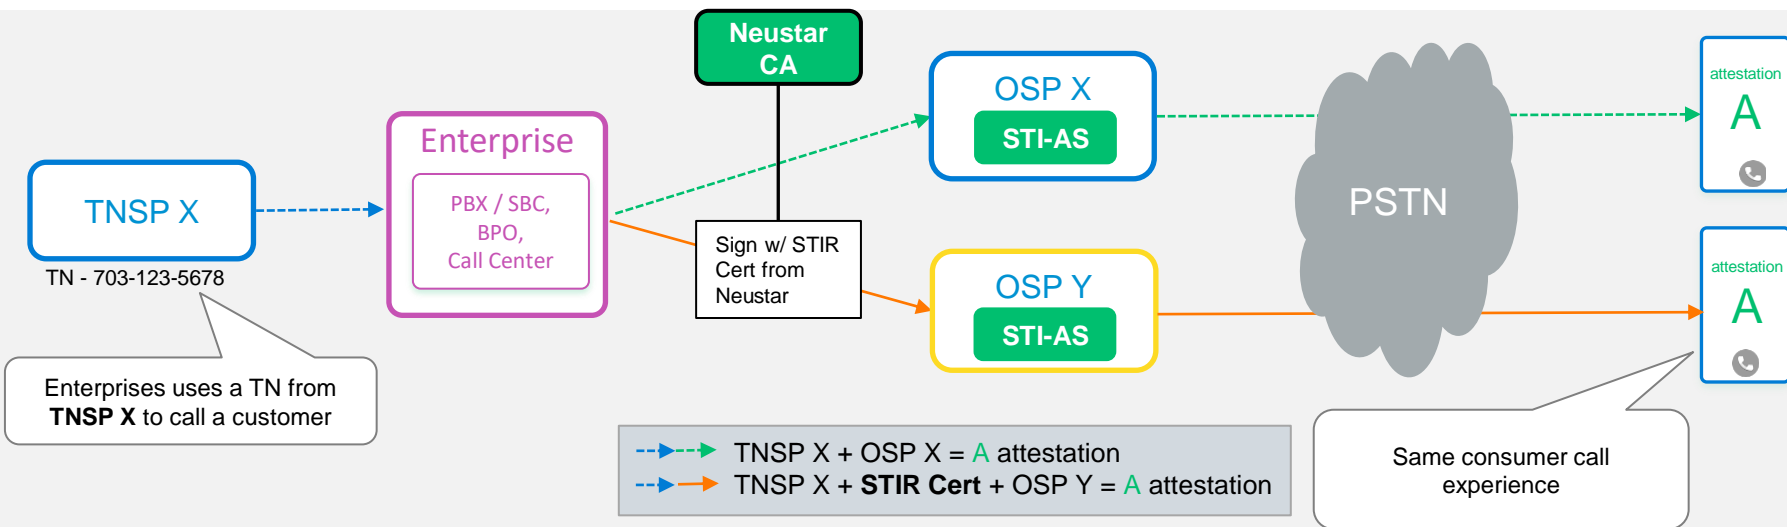 Neustar
CA
OSP X
STI-AS
attestation
A
Enterprise
PBX / SBC,
BPO,
Call Center
TNSP X
TN - 703-123-5678
PSTN
Sign w/ STIR
Cert from
Neustar
OSP Y
STI-AS
attestation
A
Enterprises uses a TN from
TNSP X to call a customer
TNSP X + OSP X = A attestation
TNSP X + STIR Cert + OSP Y = A attestation
Same consumer call
experience